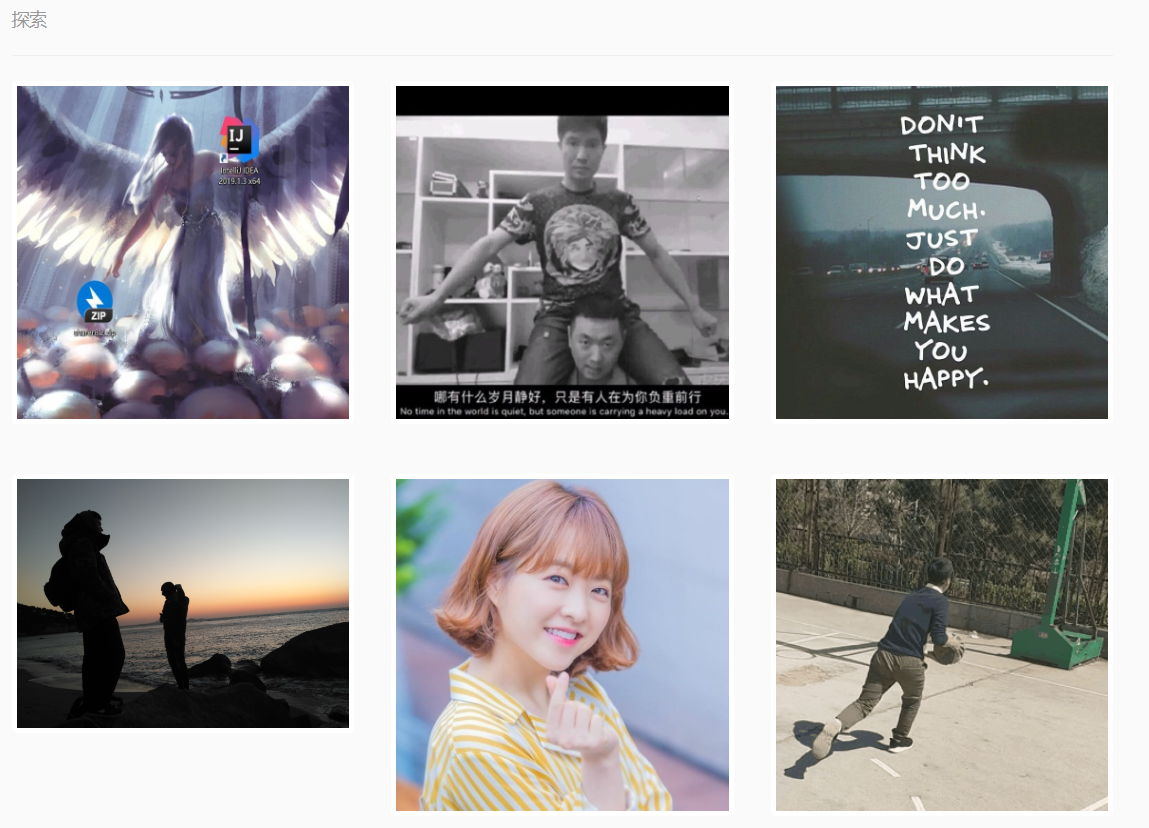 探索
IJ
IntelliJ IDEA
2019.1.3 x64
ZIP
哪有什么岁月静好，只是有人在为你负重前行
No time in the world is quiet, but someone is carrying a heavy load on you.
DON'T
THINK
TOO
MUCH.
JUST
DO
WHAT
MAKES
YOU
HAPPY.